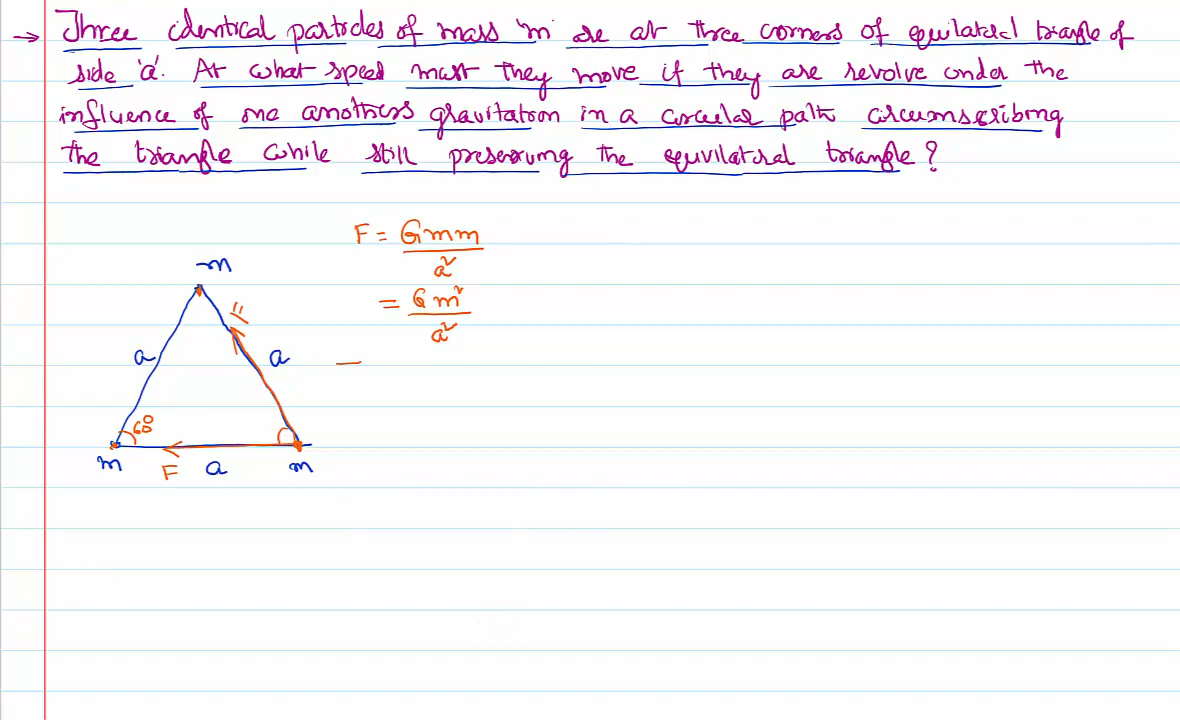 → Three identical particles of mass 'm' are at three corners of equilateral triangle of
side 'a'. At what speed must they move if they are revolve under the
influence of one anothers gravitation in a circular path circumscribing
the triangle while still preserving the equivilateral triangle?
F = Gmm
a²
= Gm²
a²
m
F
a
a
60
m
F
a
m